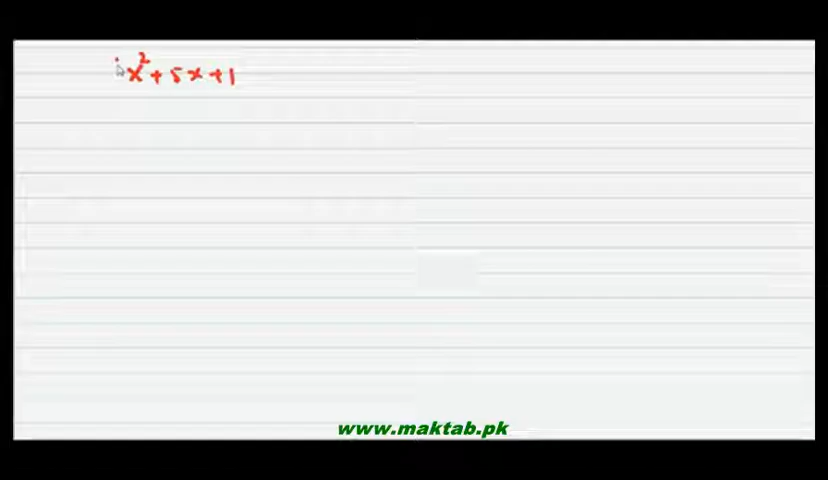 x² + 5x + 1
www.maktab.pk